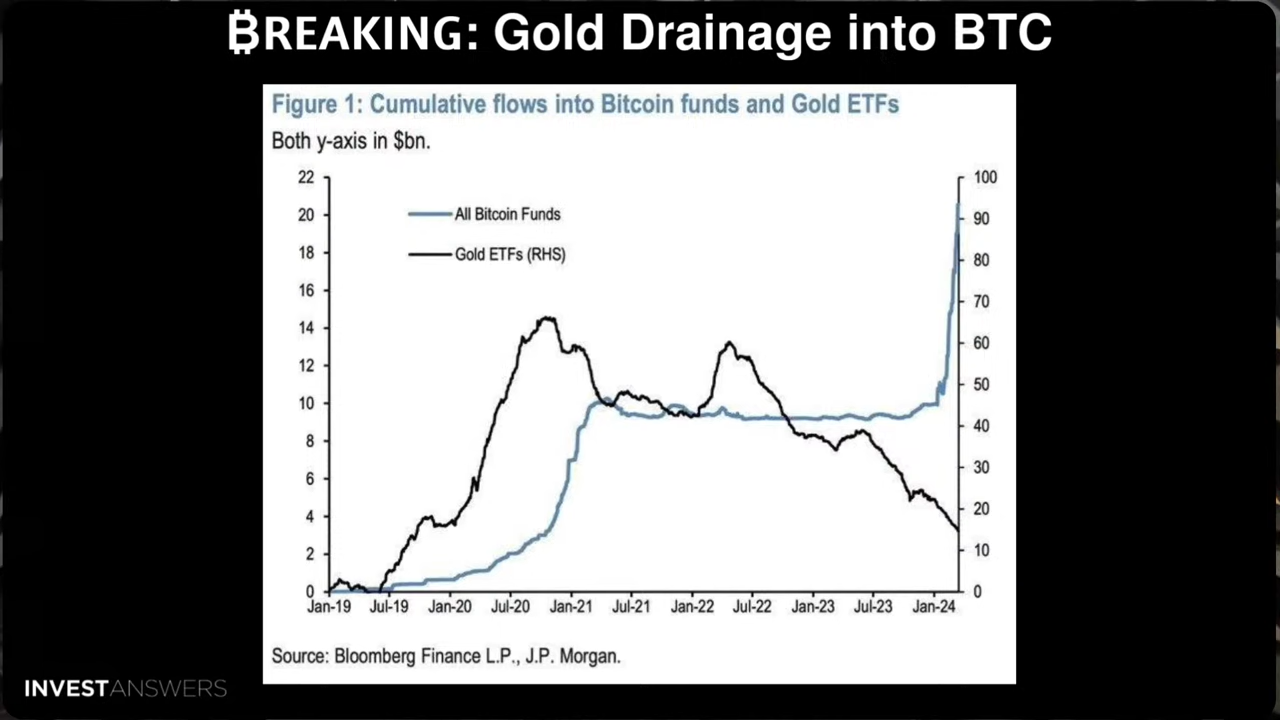 ₿REAKING: Gold Drainage into BTC
Figure 1: Cumulative flows into Bitcoin funds and Gold ETFs
Both y-axis in $bn.
22
20
18
16
14
12
10
8
6
4
2
0
All Bitcoin Funds
Gold ETFs (RHS)
100
90
80
70
60
50
40
30
20
10
0
Jan-19 Jul-19 Jan-20 Jul-20 Jan-21 Jul-21 Jan-22 Jul-22 Jan-23 Jul-23 Jan-24
Source: Bloomberg Finance L.P., J.P. Morgan.
INVESTANSWERS